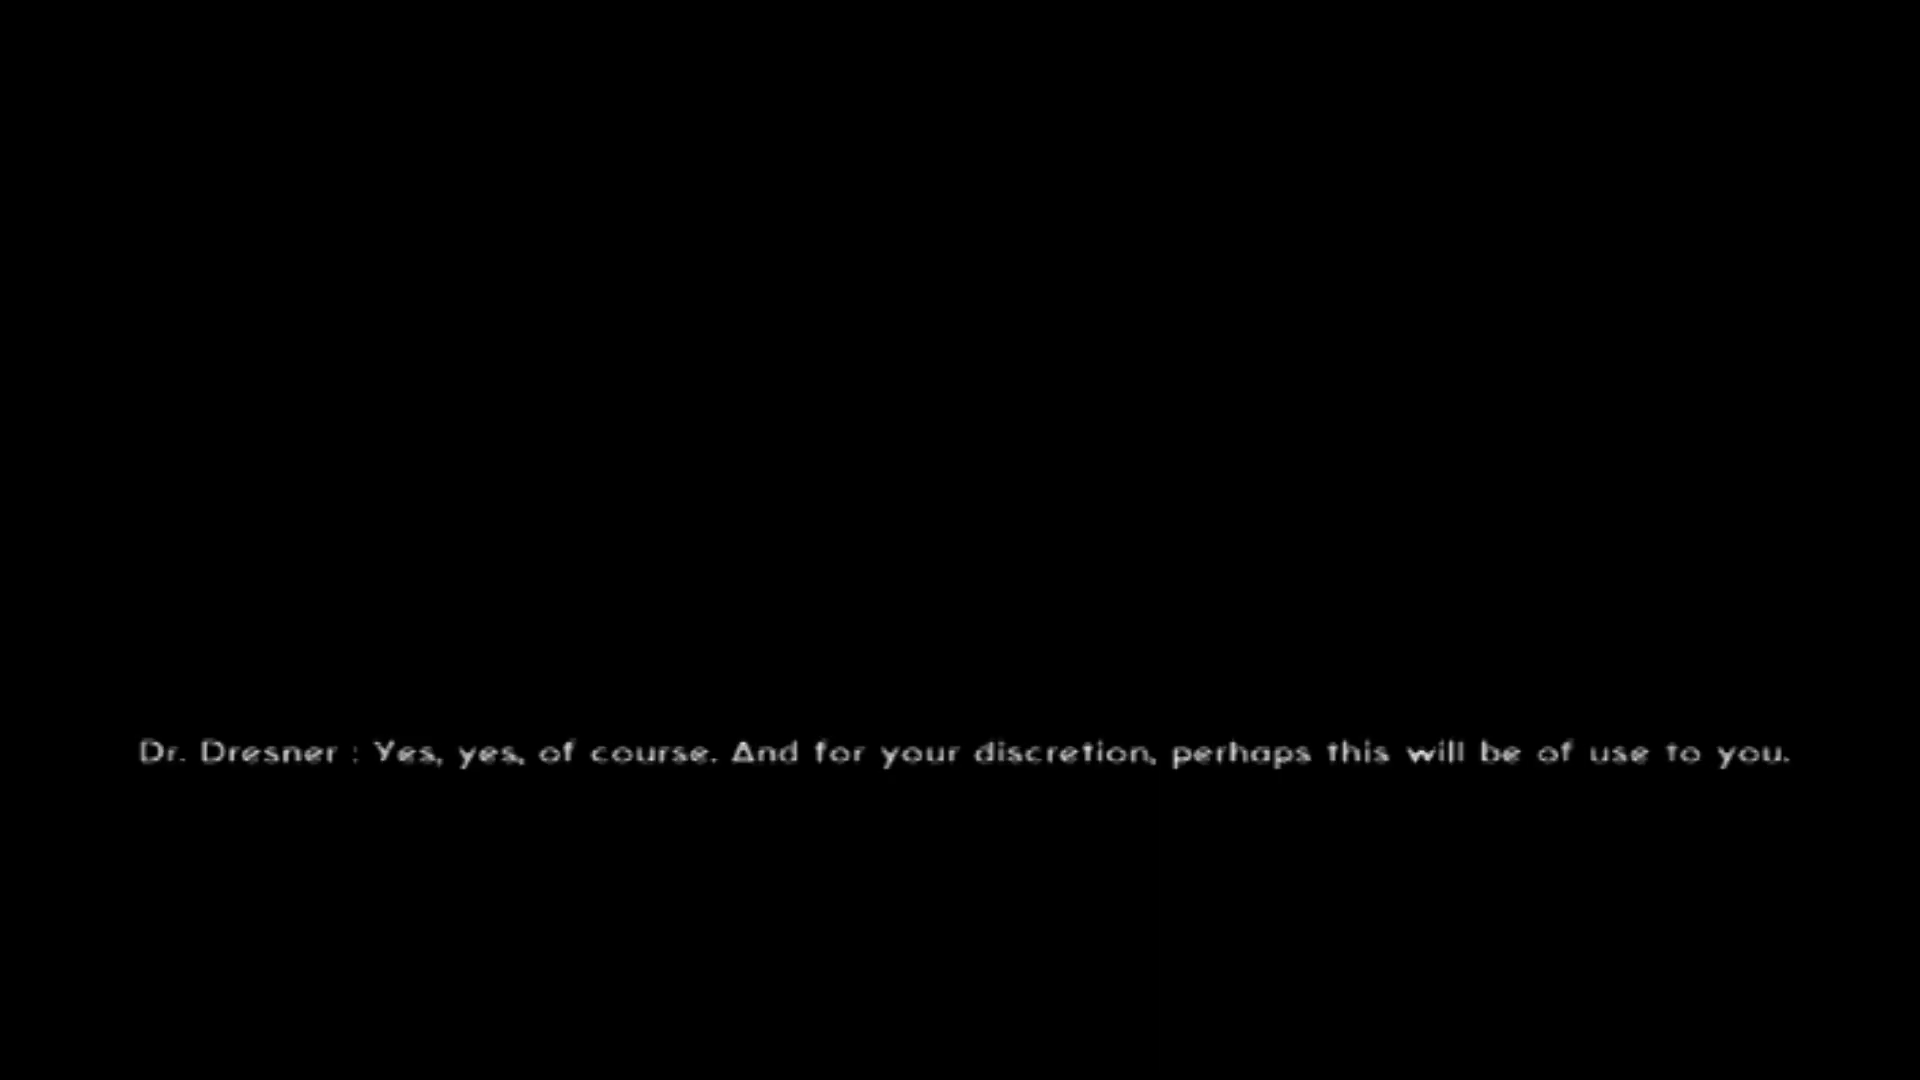 Dr. Dresner : Yes, yes, of course. And for your discretion, perhaps this will be of use to you.